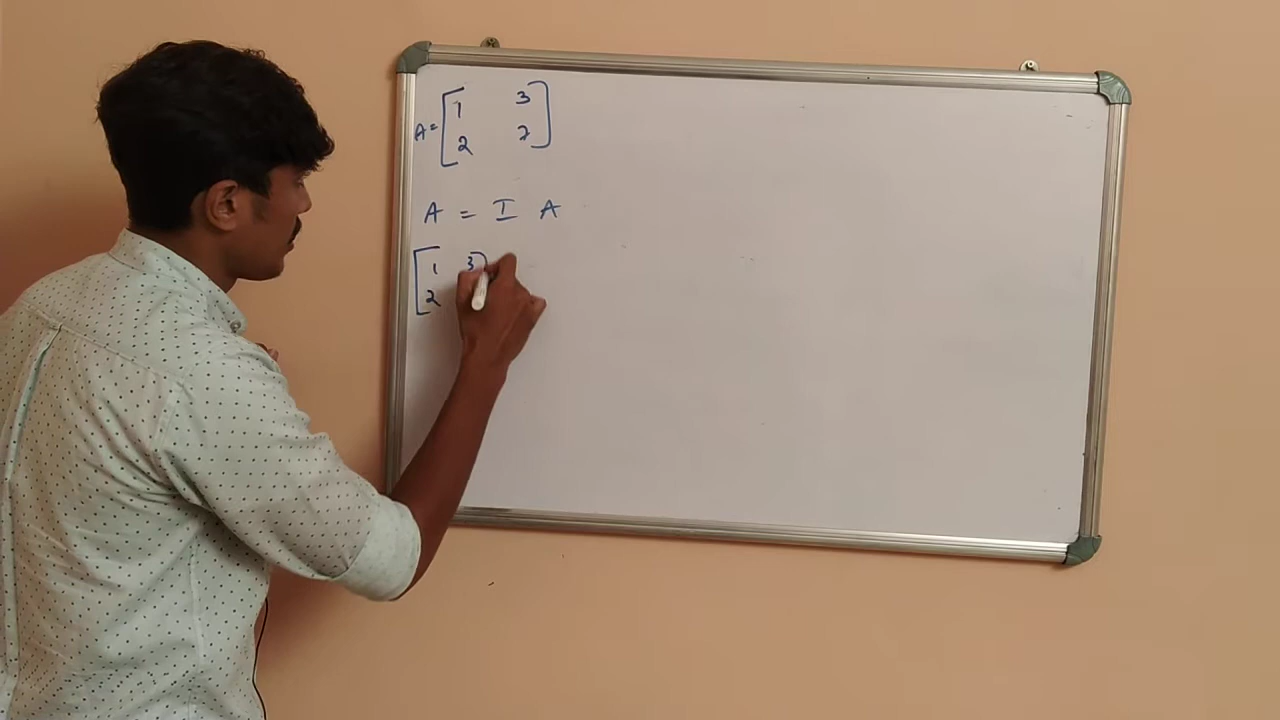 A = [ 1 3
2 7 ]
A = I A
[ 1 3 ]
2